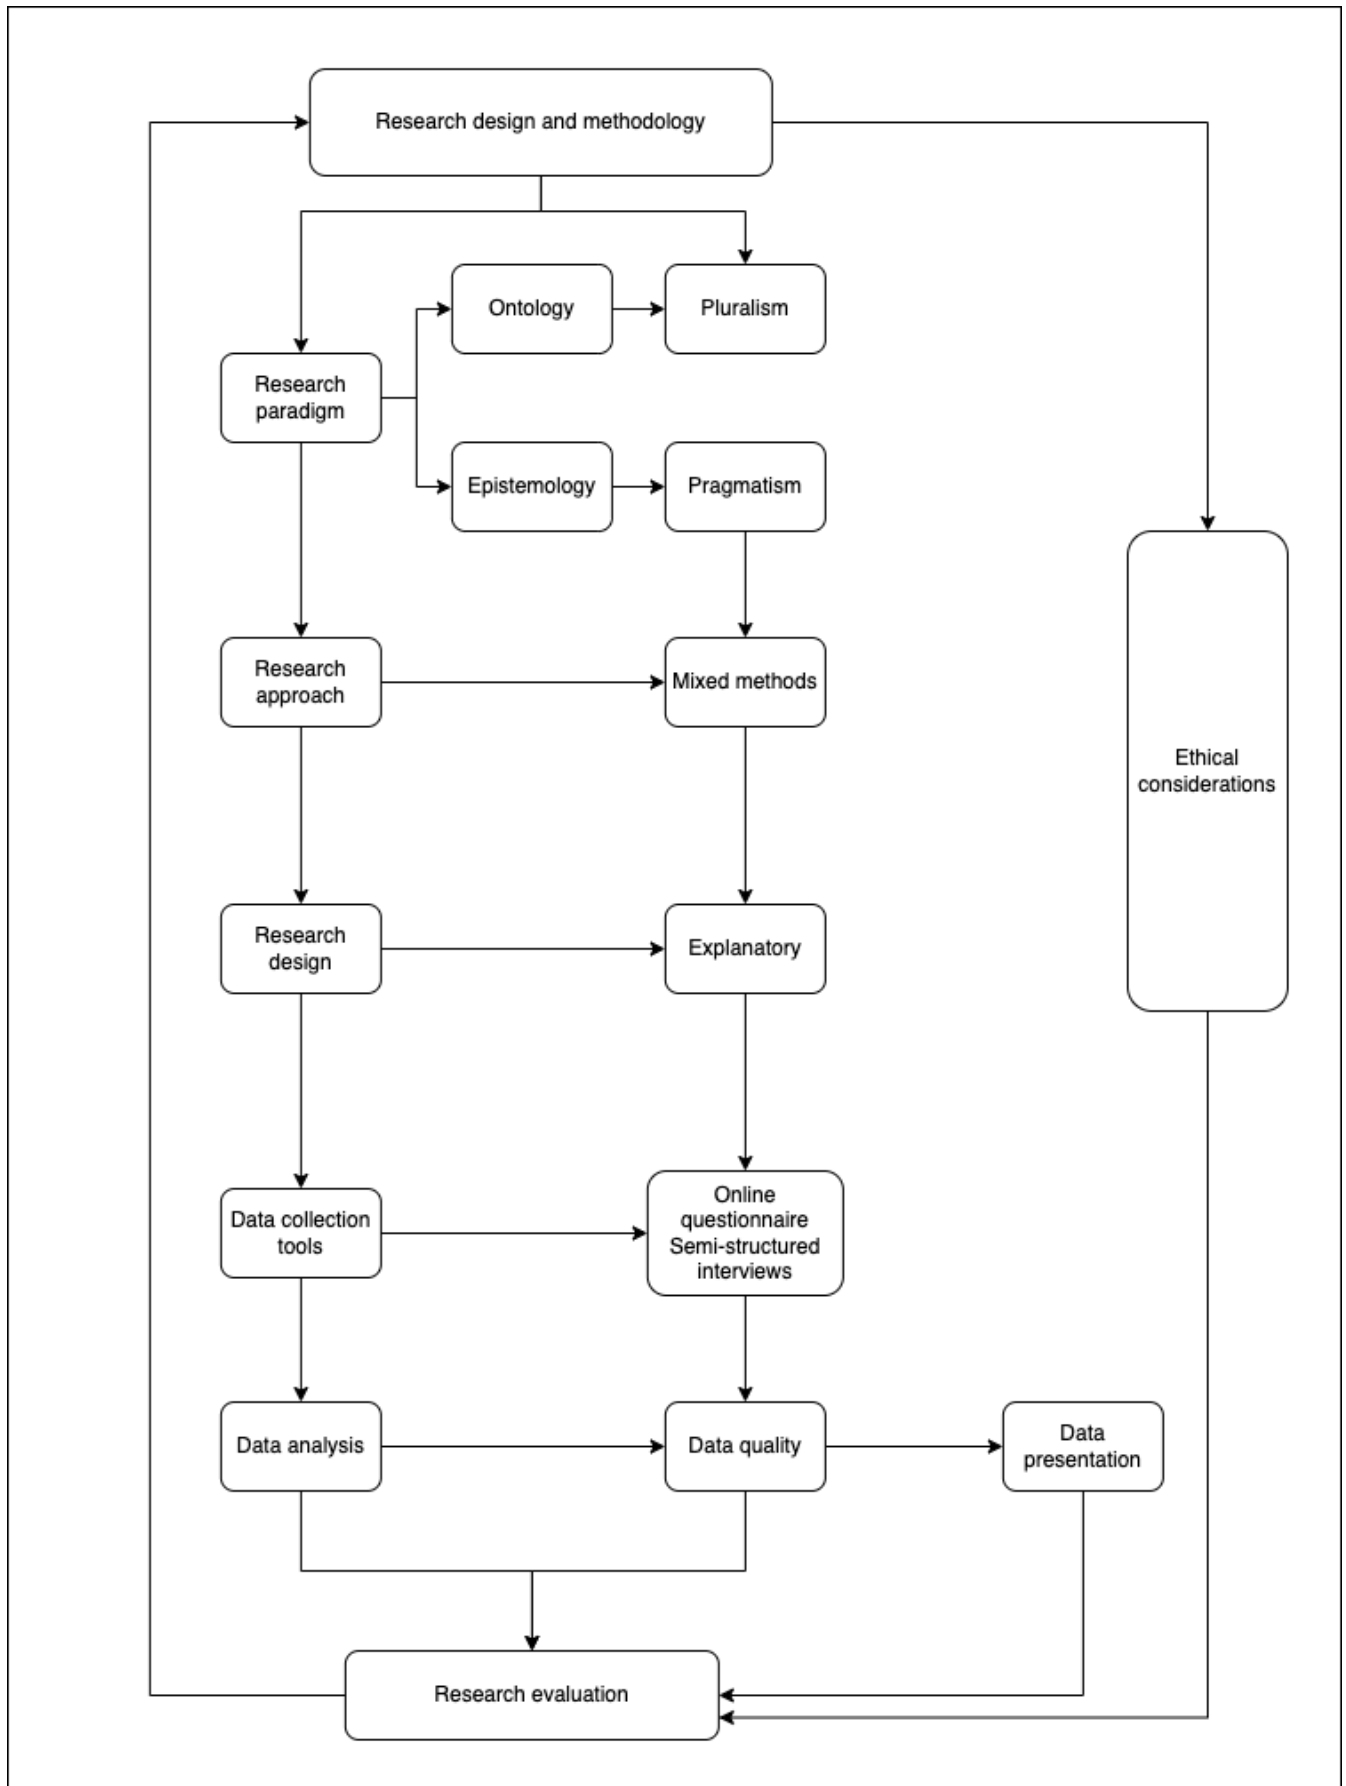 Research design and methodology
Ontology
Pluralism
Research
paradigm
Epistemology
Pragmatism
Research
approach
Mixed methods
Ethical
considerations
Research
design
Explanatory
Data collection
tools
Online
questionnaire
Semi-structured
interviews
Data analysis
Data quality
Data
presentation
Research evaluation